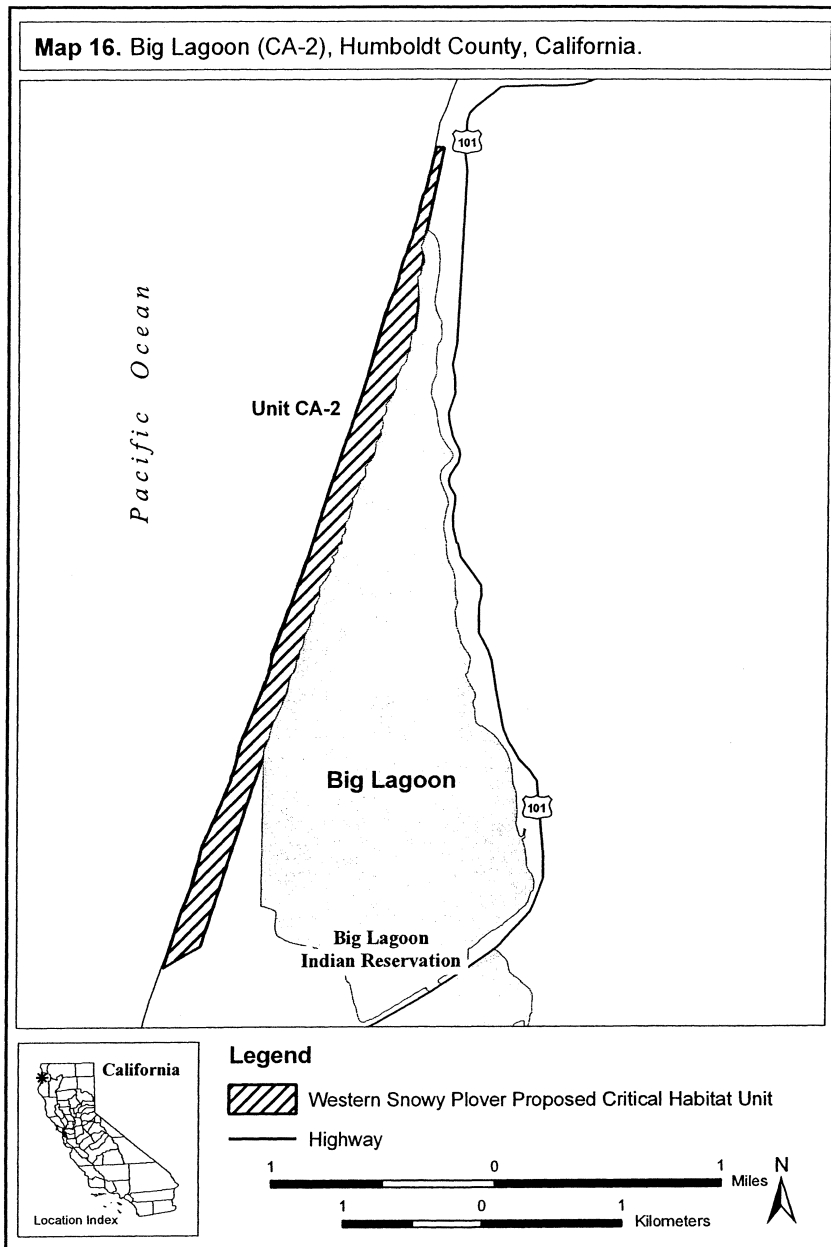 Map 16. Big Lagoon (CA-2), Humboldt County, California.
101
Pacific Ocean
Unit CA-2
Big Lagoon
101
Big Lagoon
Indian Reservation
California
Location Index
Legend
Western Snowy Plover Proposed Critical Habitat Unit
Highway
1 0 1 Miles
1 0 1 Kilometers
N